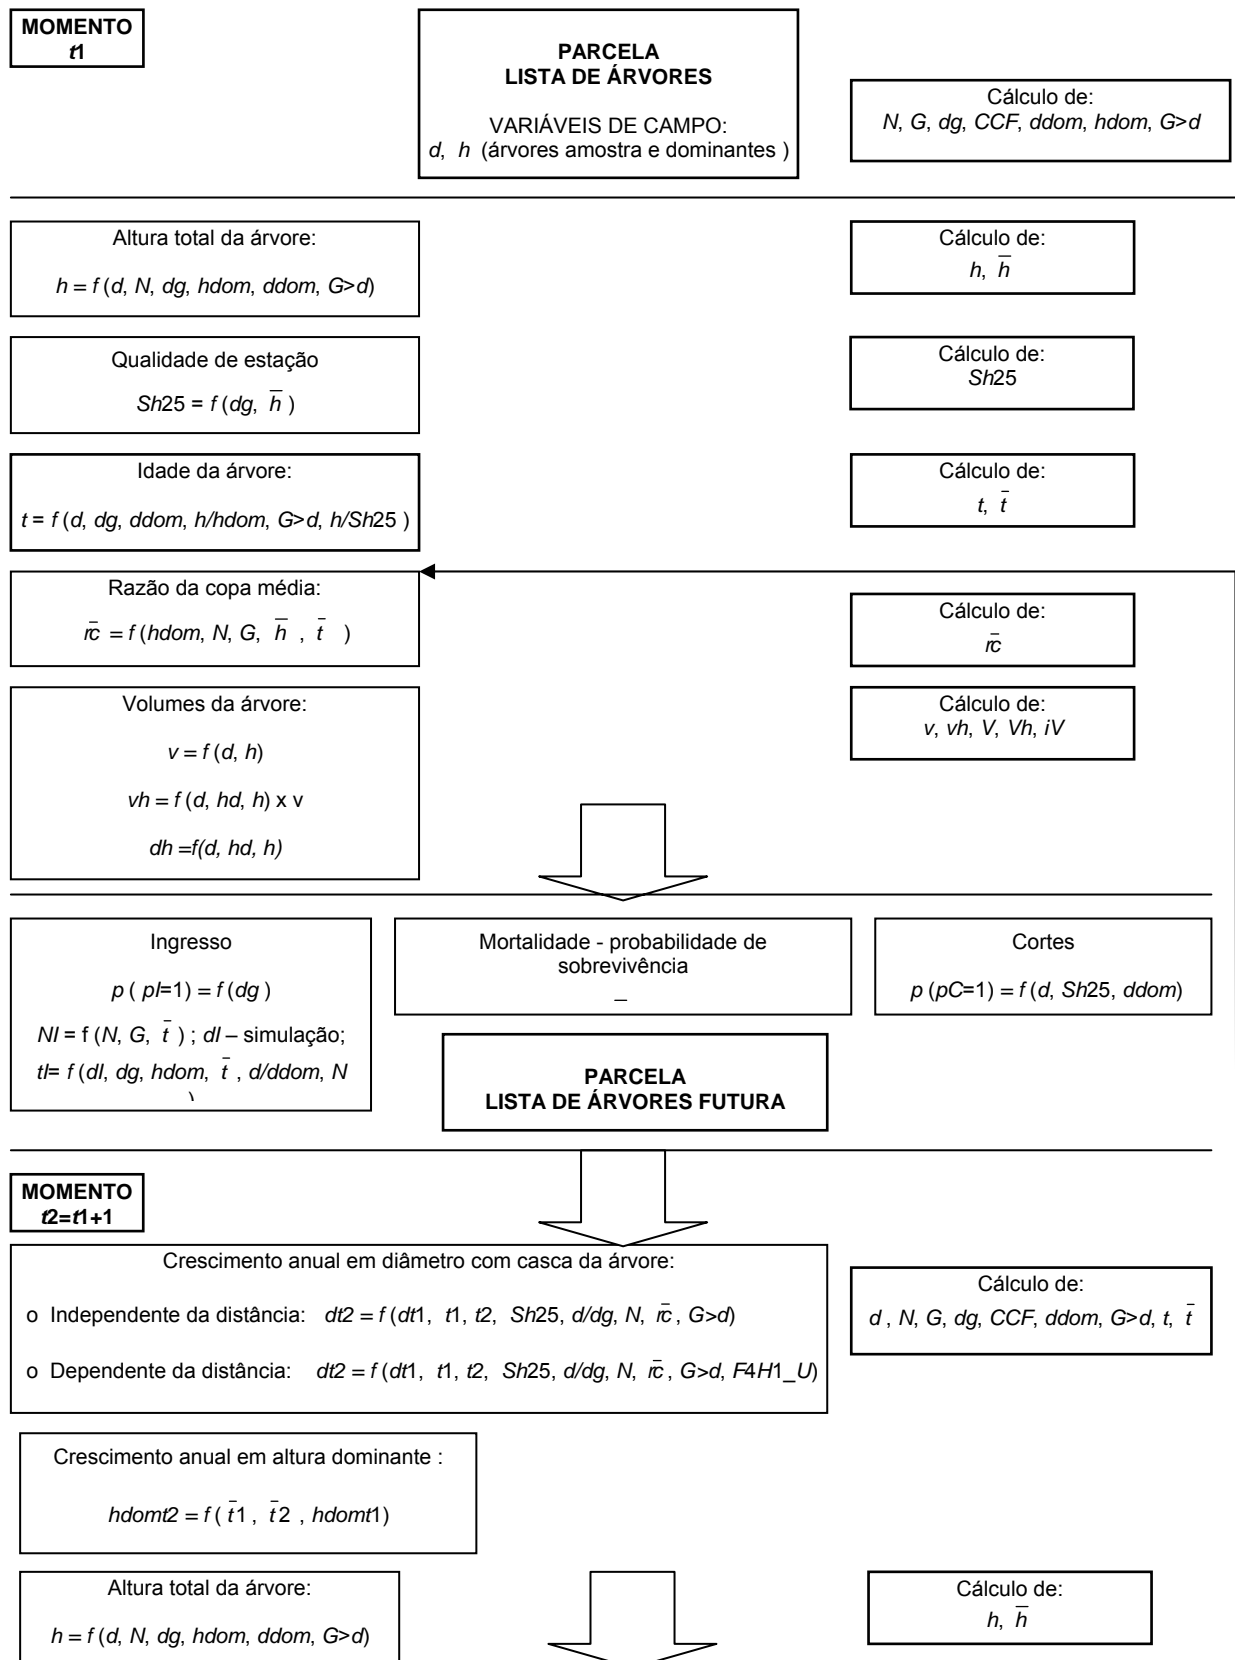 MOMENTO
t1
PARCELA
LISTA DE ÁRVORES
VARIÁVEIS DE CAMPO:
d, h (árvores amostra e dominantes )
Cálculo de:
N, G, dg, CCF, ddom, hdom, G>d
Altura total da árvore:
h = f (d, N, dg, hdom, ddom, G>d)
Cálculo de:
h, h̅
Qualidade de estação
Sh25 = f (dg, h̅ )
Cálculo de:
Sh25
Idade da árvore:
t = f (d, dg, ddom, h/hdom, G>d, h/Sh25 )
Cálculo de:
t, t̅
Razão da copa média:
r̅c̅ = f (hdom, N, G, h̅ , t̅ )
Cálculo de:
r̅c̅
Volumes da árvore:
v = f (d, h)
vh = f (d, hd, h) x v
dh =f(d, hd, h)
Cálculo de:
v, vh, V, Vh, iV
Ingresso
p ( pI=1) = f (dg )
NI = f (N, G, t̅ ) ; dI – simulação;
tI= f (dI, dg, hdom, t̅ , d/ddom, N
Mortalidade - probabilidade de
sobrevivência
_
Cortes
p (pC=1) = f (d, Sh25, ddom)
PARCELA
LISTA DE ÁRVORES FUTURA
MOMENTO
t2=t1+1
Crescimento anual em diâmetro com casca da árvore:
o Independente da distância: dt2 = f (dt1, t1, t2, Sh25, d/dg, N, r̅c̅ , G>d)
o Dependente da distância: dt2 = f (dt1, t1, t2, Sh25, d/dg, N, r̅c̅ , G>d, F4H1_U)
Cálculo de:
d , N, G, dg, CCF, ddom, G>d, t, t̅
Crescimento anual em altura dominante :
hdomt2 = f ( t̅1 , t̅2 , hdomt1)
Altura total da árvore:
h = f (d, N, dg, hdom, ddom, G>d)
Cálculo de:
h, h̅